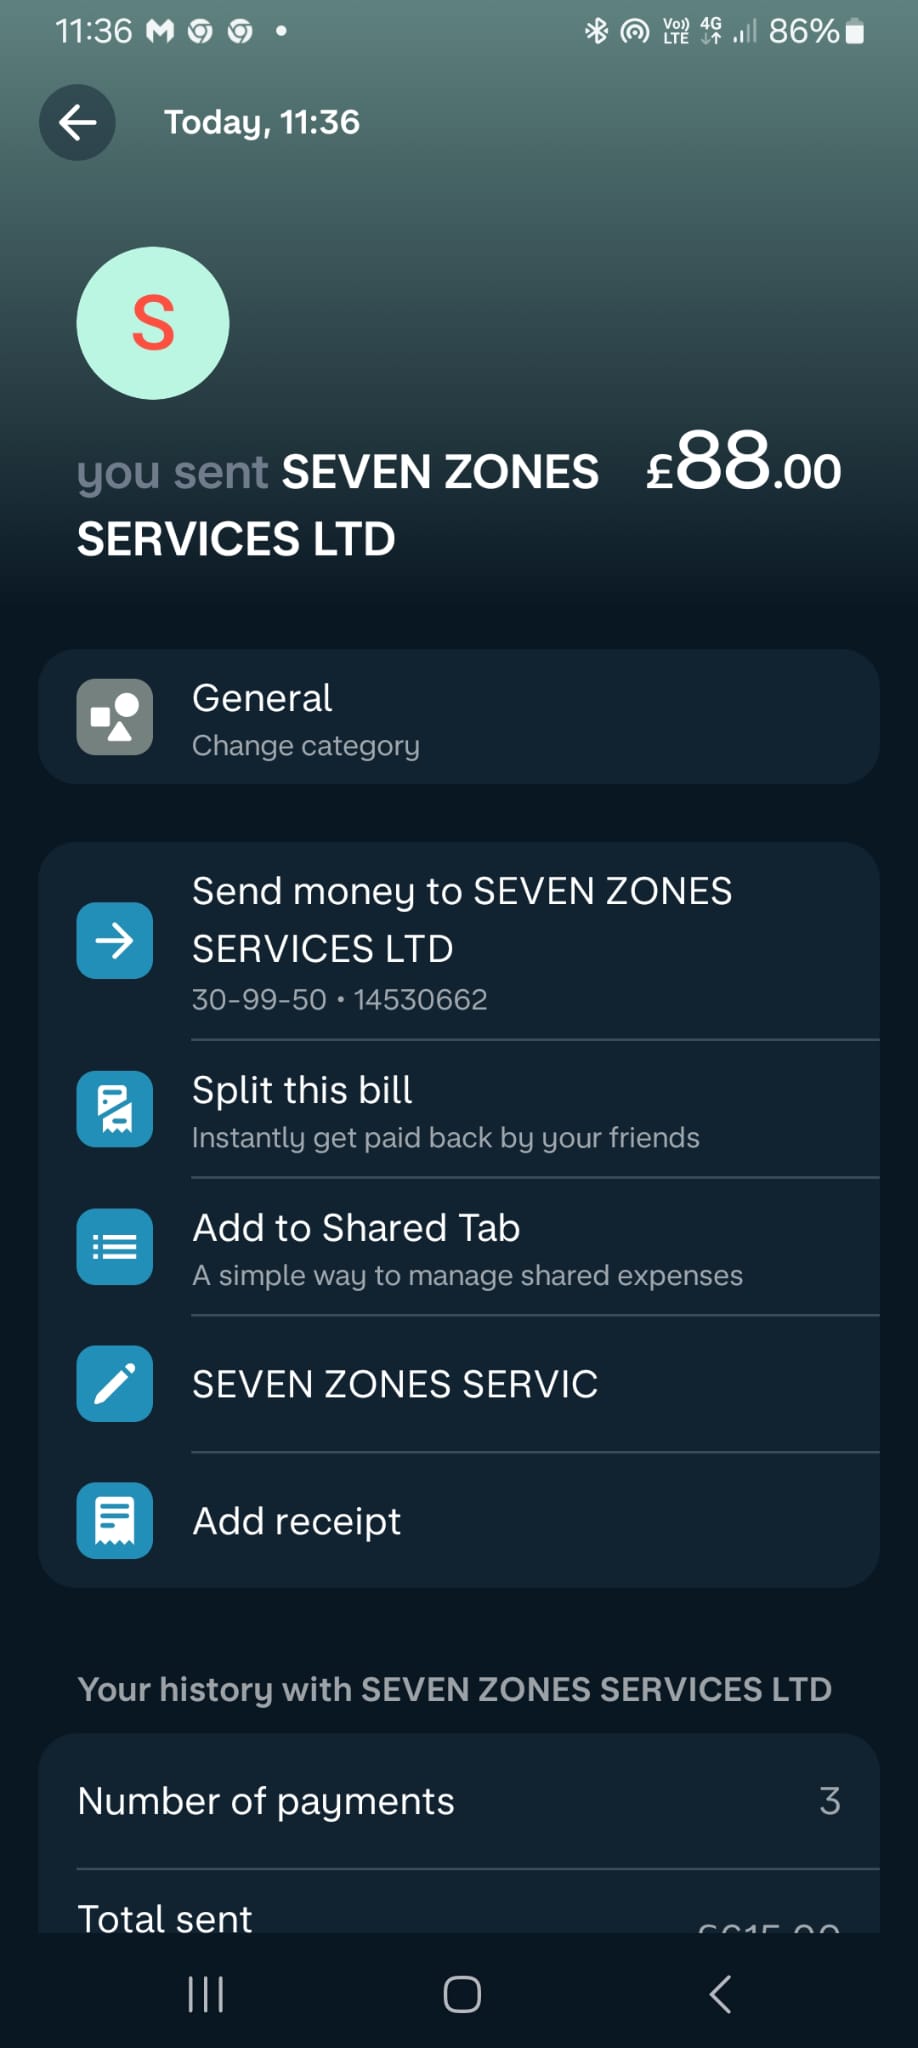 11:36
Vo)) LTE 4G 86%
Today, 11:36
S
you sent SEVEN ZONES £88.00
SERVICES LTD
General
Change category
Send money to SEVEN ZONES
SERVICES LTD
30-99-50 • 14530662
Split this bill
Instantly get paid back by your friends
Add to Shared Tab
A simple way to manage shared expenses
SEVEN ZONES SERVIC
Add receipt
Your history with SEVEN ZONES SERVICES LTD
Number of payments 3
Total sent